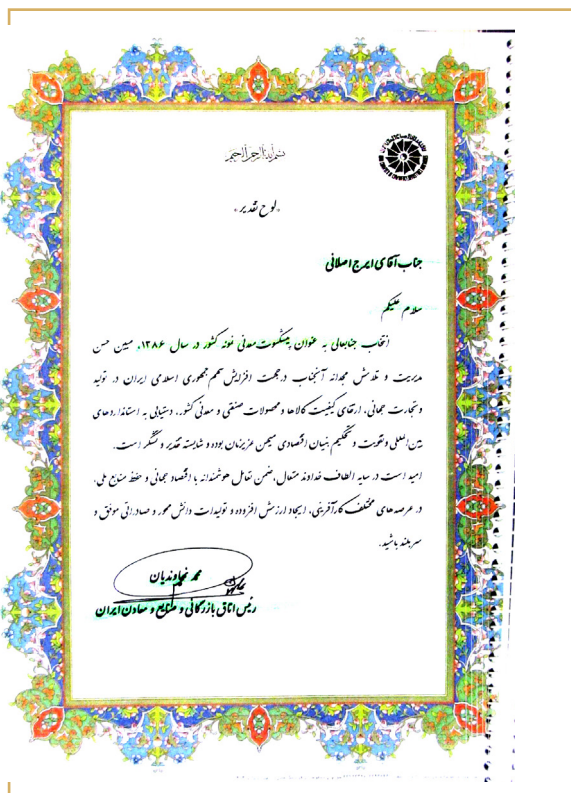 بسم الله الرحمن الرحیم
«لوح تقدیر»
جناب آقای ایرج اصلانی
سلام علیکم
انتخاب جنابعالی به عنوان پیشکسوت معدنی نمونه کشور در سال ۱۳۸۶، مبین حسن
مدیریت و تلاش مجدانه آنجناب درجهت افزایش سهم جمهوری اسلامی ایران در تولید
و تجارت جهانی، ارتقای کیفیت کالاها و محصولات صنعتی و معدنی کشور، دستیابی به استانداردهای
بین المللی و تقویت و تحکیم بنیان اقتصادی میهن عزیزمان بوده و شایسته تقدیر و تشکر است.
امید است در سایه الطاف خداوند متعال، ضمن تعامل هوشمندانه با اقتصاد جهانی و حفظ منابع ملی،
در عرصه های مختلف کارآفرینی، ایجاد ارزش افزوده و تولیدات دانش محور و صادراتی موفق و
سربلند باشید.
محمد نهاوندیان
رئیس اتاق بازرگانی و صنایع و معادن ایران